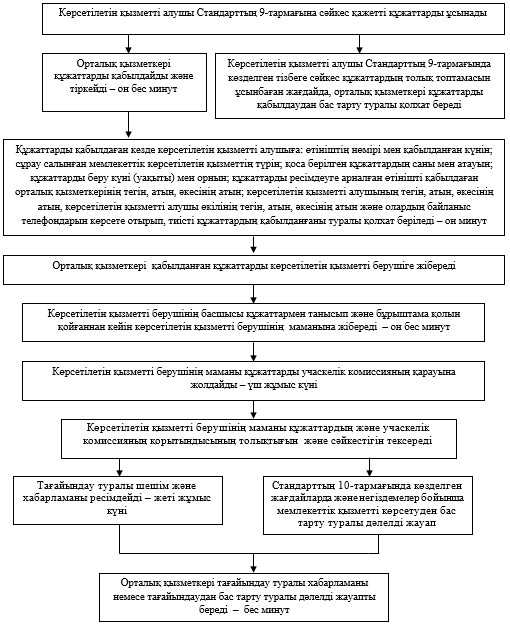 Көрсетілетін қызметті алушы Стандарттың 9-тармағына сәйкес қажетті құжаттарды ұсынады
Орталық қызметкері
құжаттарды қабылдайды және
тіркейді – он бес минут
Көрсетілетін қызметті алушы Стандарттың 9-тармағында
көзделген тізбеге сәйкес құжаттардың толық топтамасын
ұсынбаған жағдайда, орталық қызметкері құжаттарды
қабылдаудан бас тарту туралы қолхат береді
Құжаттарды қабылдаған кезде көрсетілетін қызметті алушыға: өтініштің нөмірі мен қабылданған күнін;
сұрау салынған мемлекеттік көрсетілетін қызметтің түрін; қоса берілген құжаттардың саны мен атауын;
құжаттарды беру күні (уақыты) мен орнын; құжаттарды ресімдеуге арналған өтінішті қабылдаған
орталық қызметкерінің тегін, атын, әкесінің атын; көрсетілетін қызметті алушының тегін, атын, әкесінің
атын, көрсетілетін қызметті алушы өкілінің тегін, атын, әкесінің атын және олардың байланыс
телефондарын көрсете отырып, тиісті құжаттардың қабылданғаны туралы қолхат беріледі – он минут
Орталық қызметкері қабылданған құжаттарды көрсетілетін қызметті берушіге жібереді
Көрсетілетін қызметті берушінің басшысы құжаттармен танысып және бұрыштама қолын
қойғаннан кейін көрсетілетін қызметті берушінің маманына жібереді – он бес минут
Көрсетілетін қызметті берушінің маманы құжаттарды учаскелік комиссияның қарауына
жолдайды – үш жұмыс күні
Көрсетілетін қызметті берушінің маманы құжаттардың және учаскелік
комиссияның қорытындысының толықтығын және сәйкестігін тексереді
Тағайындау туралы шешім және
хабарламаны ресімдейді – жеті жұмыс
күні
Стандарттың 10-тармағында көзделген
жағдайларда және негіздемелер бойынша
мемлекеттік қызметті көрсетуден бас
тарту туралы дәлелді жауап
Орталық қызметкері тағайындау туралы хабарламаны
немесе тағайындаудан бас тарту туралы дәлелді жауапты
береді – бес минут